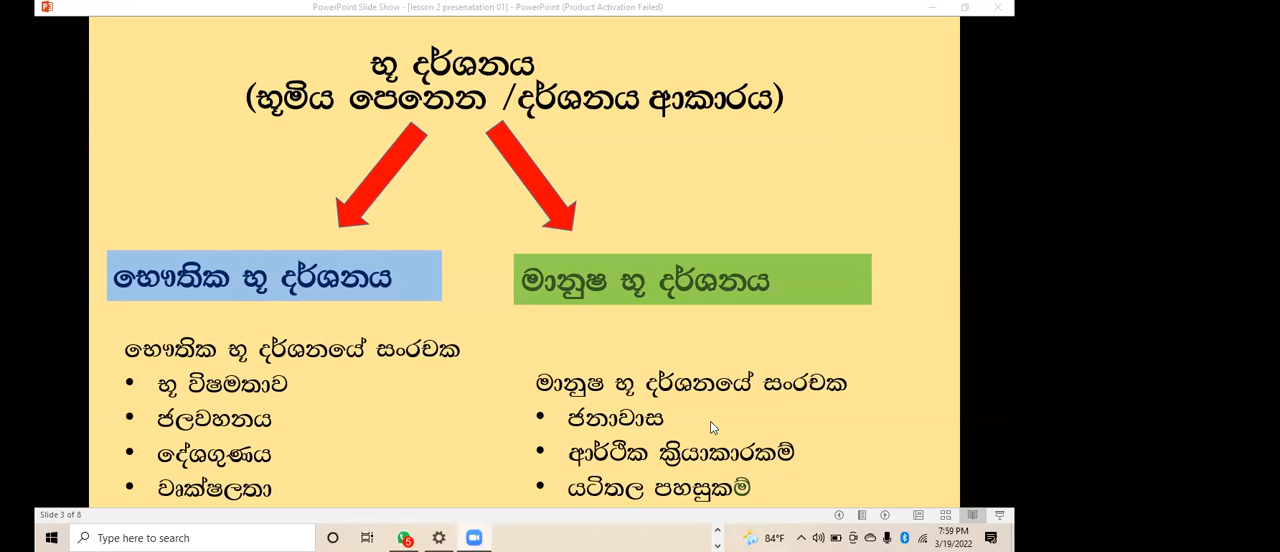 PowerPoint Slide Show - [lesson 2 presenatation 01] - PowerPoint (Product Activation Failed)
භූ දර්ශනය
(භූමිය පෙනෙන /දර්ශනය ආකාරය)
භෞතික භූ දර්ශනය
මානුෂ භූ දර්ශනය
භෞතික භූ දර්ශනයේ සංරචක
• භූ විෂමතාව
• ජලවහනය
• දේශගුණය
• වෘක්ෂලතා
මානුෂ භූ දර්ශනයේ සංරචක
• ජනාවාස
• ආර්ථික ක්‍රියාකාරකම්
• යටිතල පහසුකම්
Slide 3 of 8
Type here to search
5
84°F
7:59 PM
3/19/2022